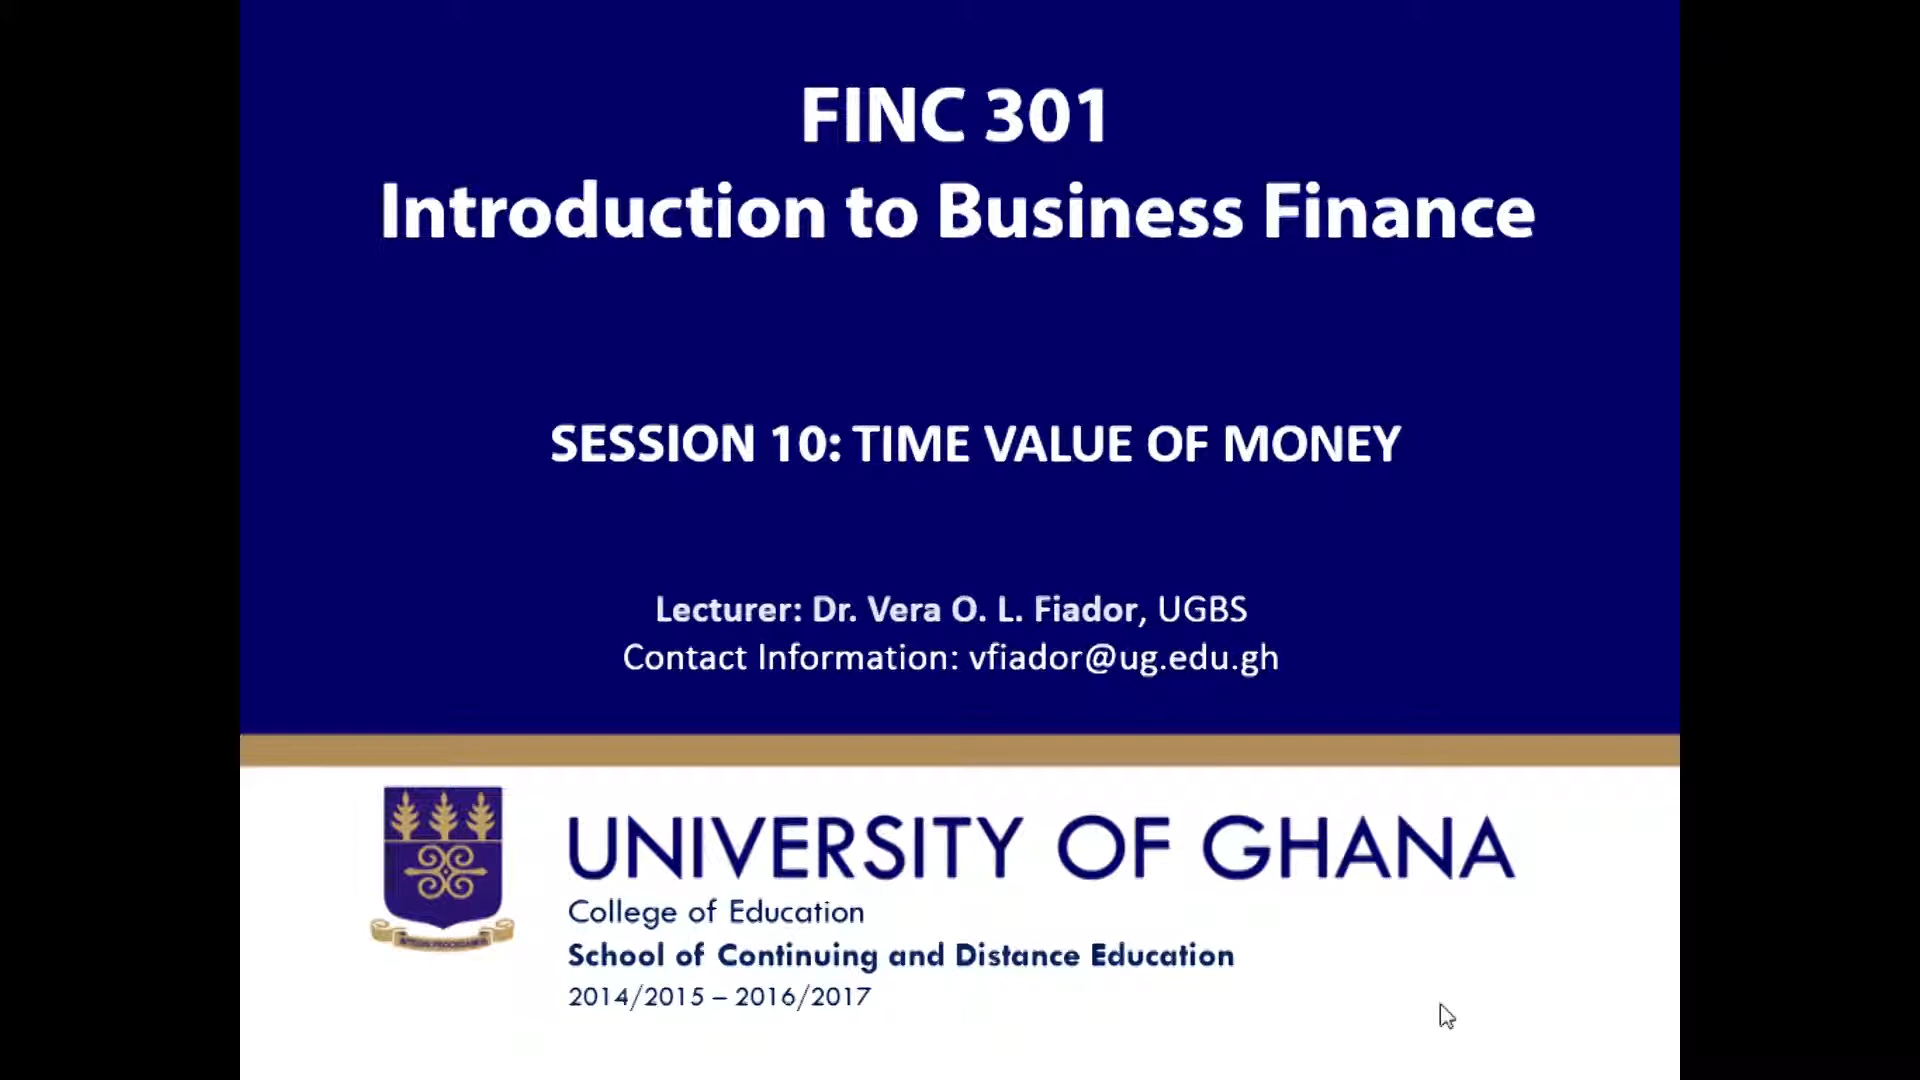 FINC 301
Introduction to Business Finance
SESSION 10: TIME VALUE OF MONEY
Lecturer: Dr. Vera O. L. Fiador, UGBS
Contact Information: vfiador@ug.edu.gh
UNIVERSITY OF GHANA
College of Education
School of Continuing and Distance Education
2014/2015 – 2016/2017